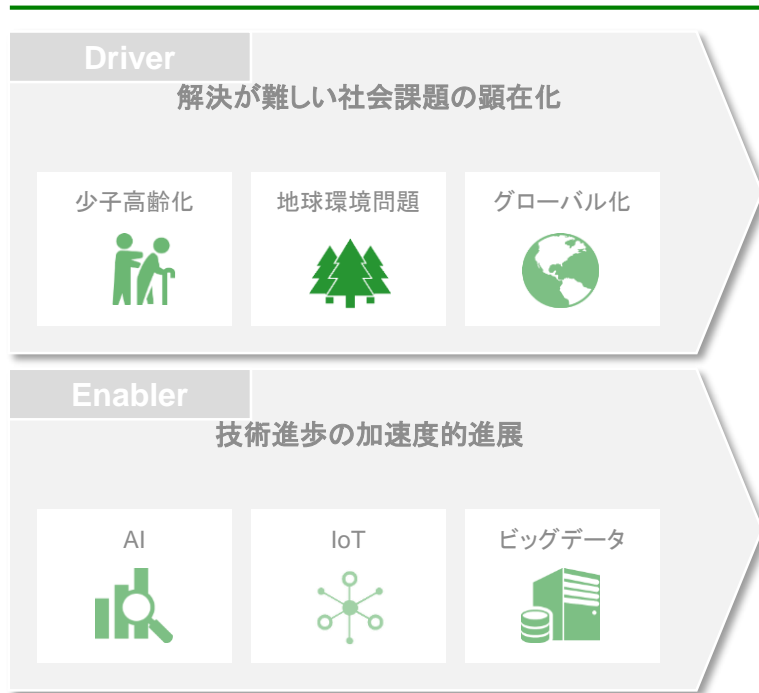 Driver
解決が難しい社会課題の顕在化
少子高齢化
地球環境問題
グローバル化
Enabler
技術進歩の加速度的進展
AI
IoT
ビッグデータ